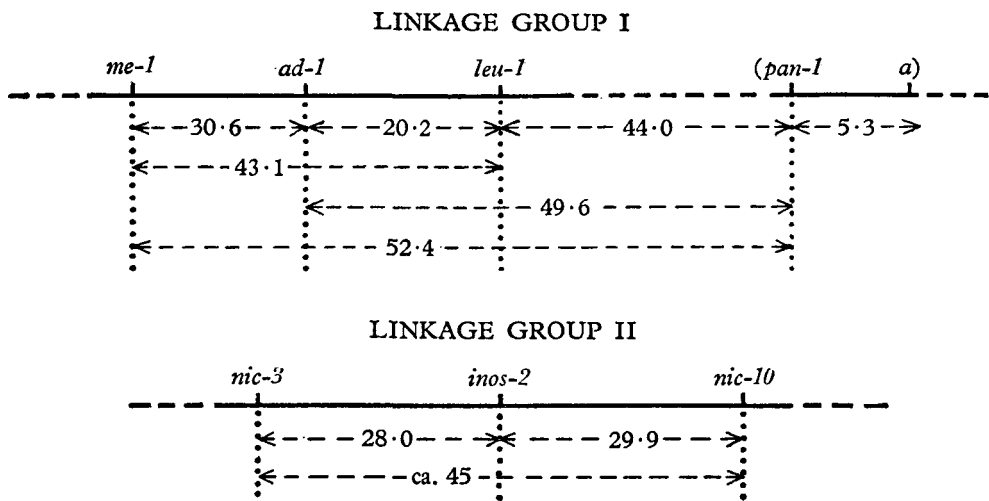 LINKAGE GROUP I
me-1 ad-1 leu-1 (pan-1 a)
30·6 20·2 44·0 5·3
43·1
49·6
52·4
LINKAGE GROUP II
nic-3 inos-2 nic-10
28·0 29·9
ca. 45